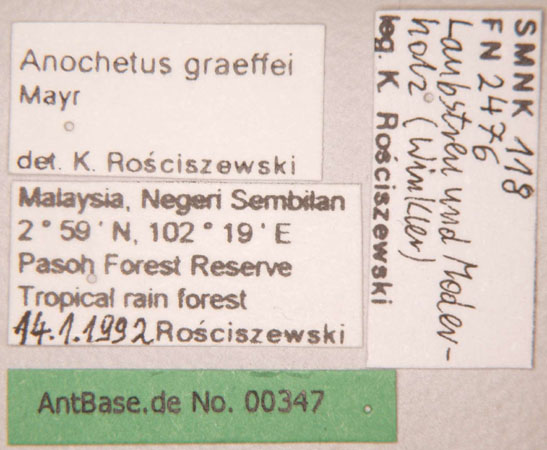 Anochetus graeffei
Mayr
det. K. Rościszewski
Malaysia, Negeri Sembilan
2° 59' N, 102° 19' E
Pasoh Forest Reserve
Tropical rain forest
14.1.1992 Rościszewski
SMNK 118
FN 2476
Laubstreu und Moder-
holz (Winkler)
leg. K. Rościszewski
AntBase.de No. 00347